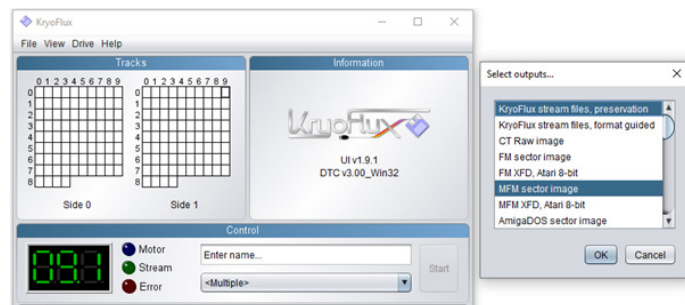 KryoFlux
File View Drive Help
Tracks
0 1 2 3 4 5 6 7 8 9
0 1 2 3 4 5 6 7 8 9
0
1
2
3
4
5
6
7
8
0
1
2
3
4
5
6
7
8
Side 0
Side 1
Information
KryoFlux
UI v1.9.1
DTC v3.00_Win32
Control
09.1
Motor
Stream
Error
Enter name...
<Multiple>
Start
Select outputs...
KryoFlux stream files, preservation
KryoFlux stream files, format guided
CT Raw image
FM sector image
FM XFD, Atari 8-bit
MFM sector image
MFM XFD, Atari 8-bit
AmigaDOS sector image
OK Cancel